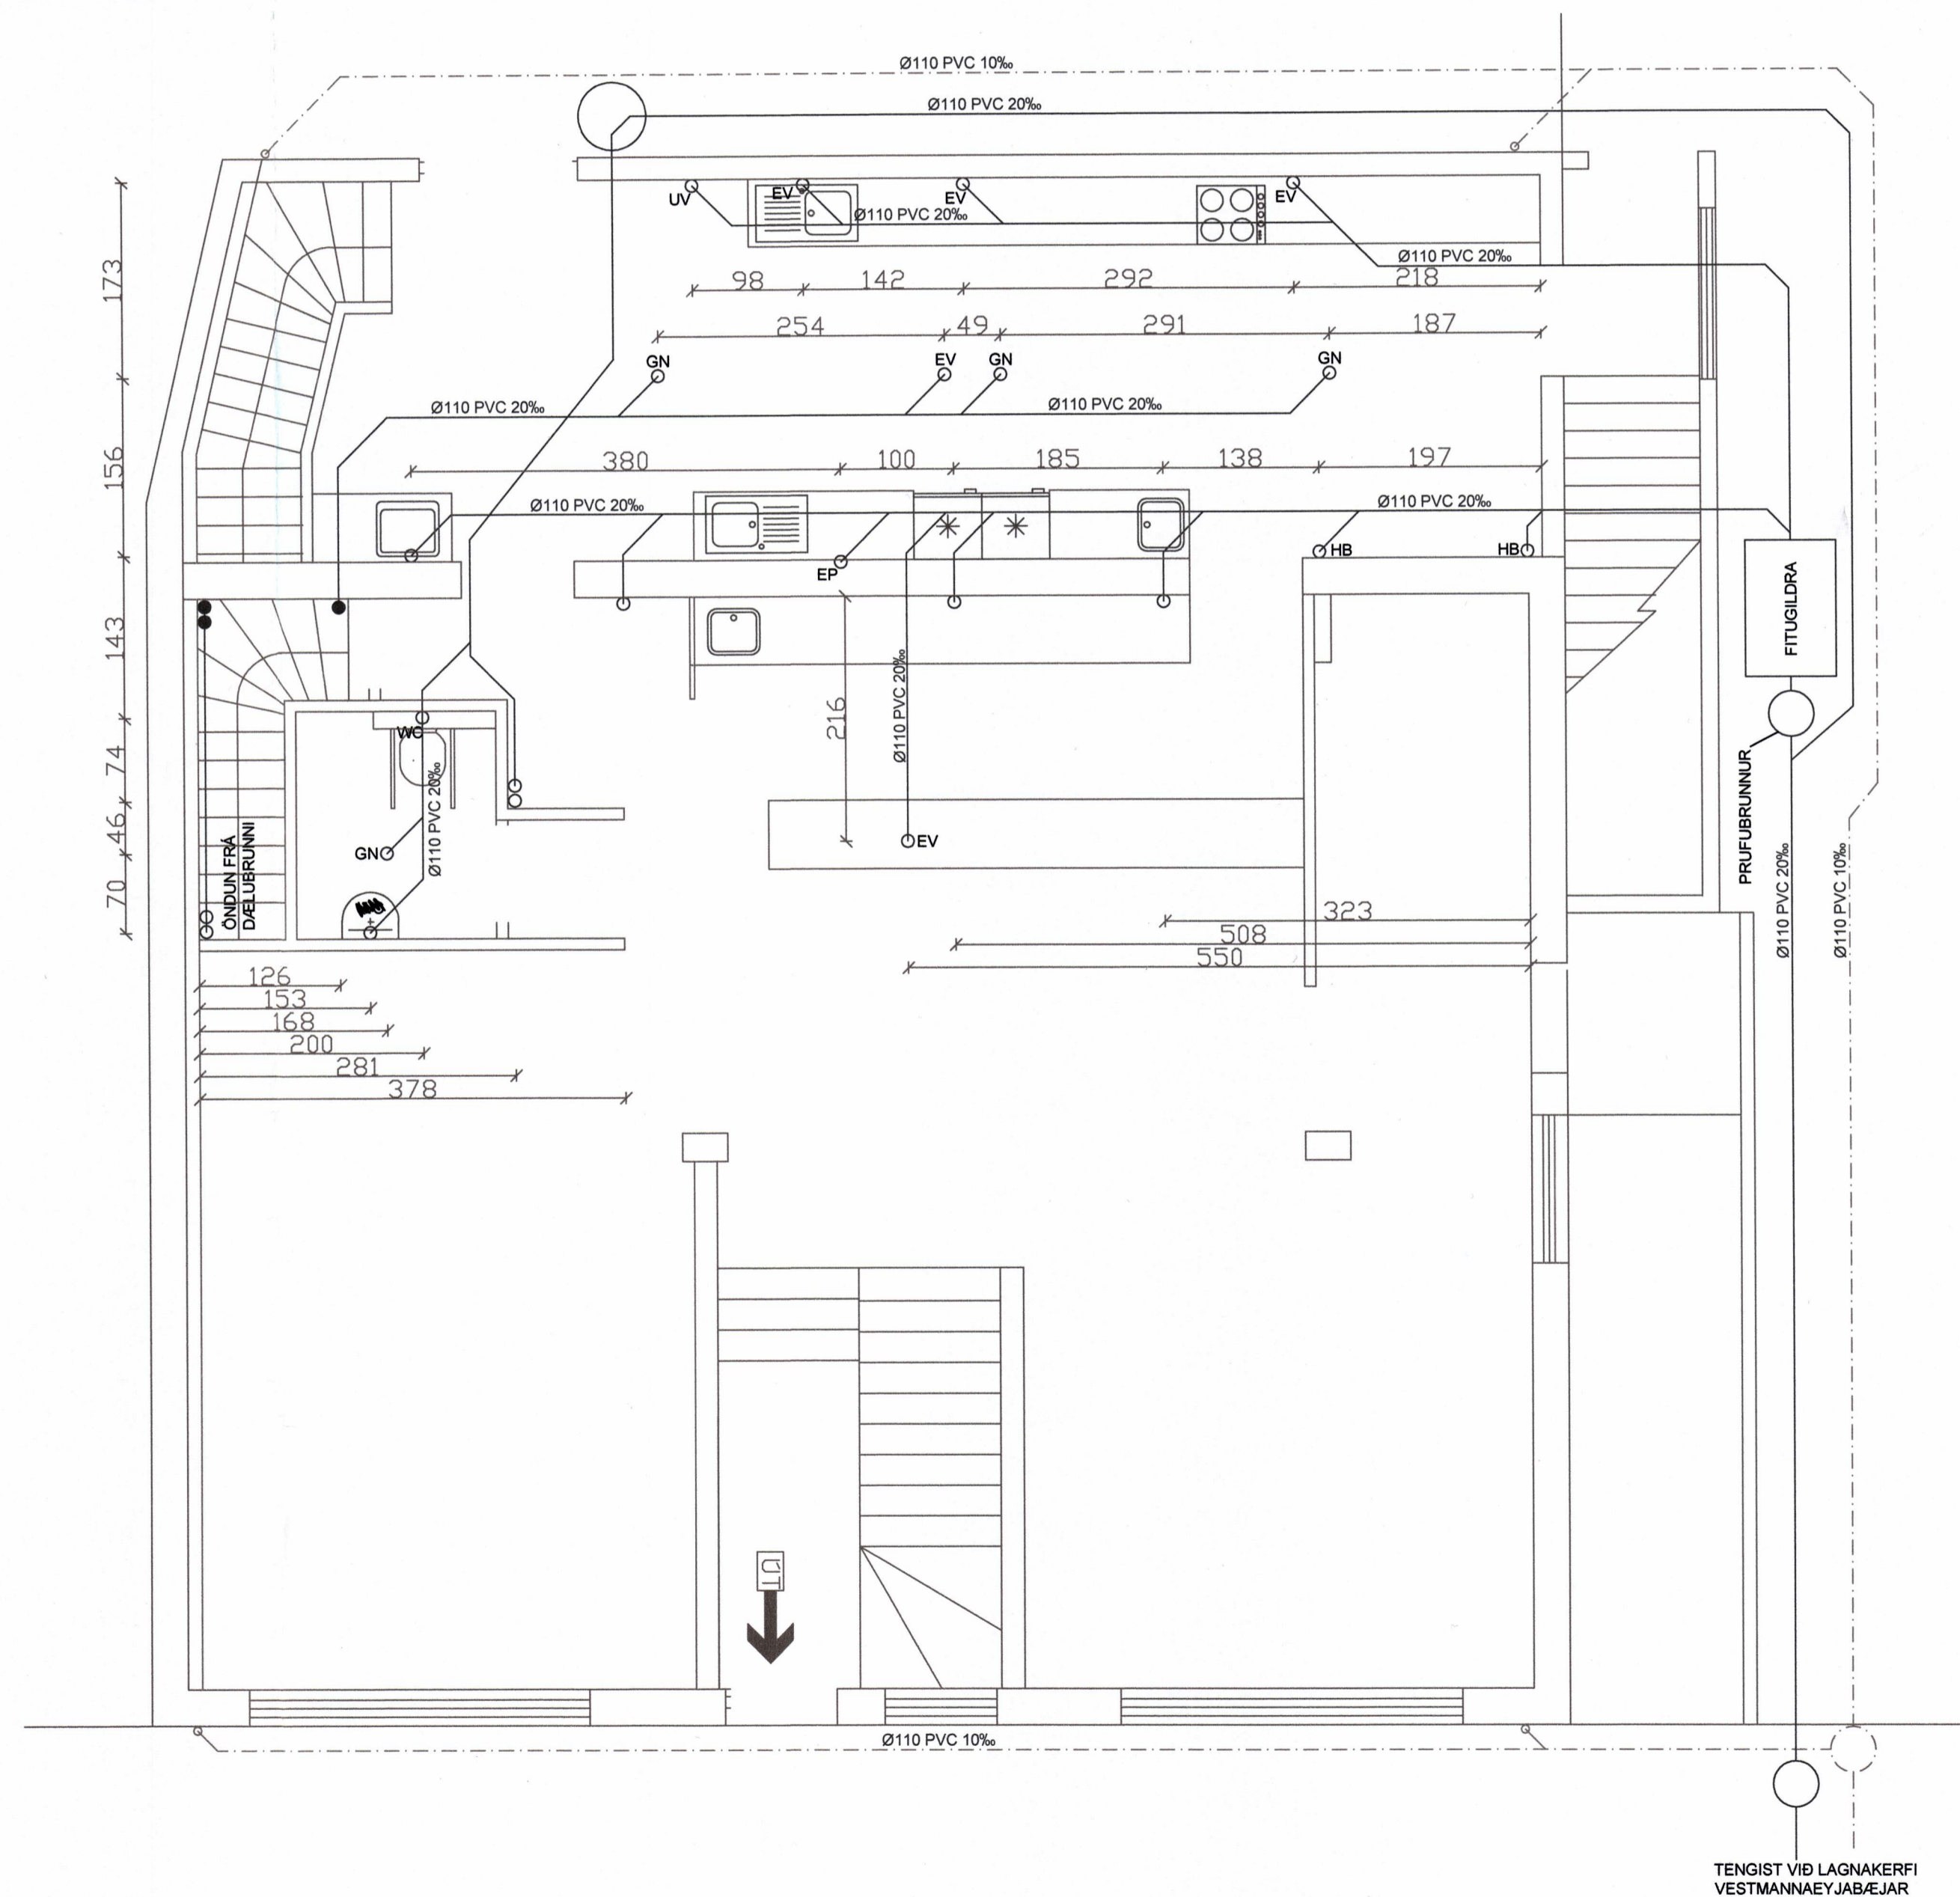 Ø110 PVC 10‰
Ø110 PVC 20‰
UV
EV
EV
EV
Ø110 PVC 20‰
Ø110 PVC 20‰
98
142
292
218
254
49
291
187
GN
EV
GN
GN
Ø110 PVC 20‰
Ø110 PVC 20‰
380
100
185
138
197
Ø110 PVC 20‰
Ø110 PVC 20‰
HB
HB
EP
173
156
143
74
46
70
FITUGILDRA
PRUFUBRUNNUR
216
Ø110 PVC 20‰
WC
Ø110 PVC 20‰
GN
EV
ÖNDUN FRÁ
DÆLUBRUNNI
Ø110 PVC 20‰
Ø110 PVC 10‰
323
508
550
126
153
168
200
281
378
ÚT
Ø110 PVC 10‰
TENGIST VIÐ LAGNAKERFI
VESTMANNAEYJABÆJAR